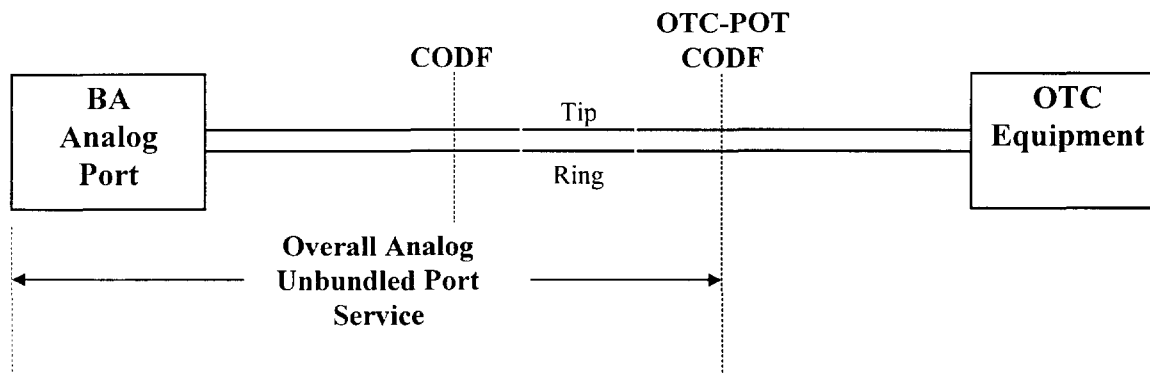 OTC-POT
CODF
CODF
BA
Analog
Port
Tip
Ring
OTC
Equipment
Overall Analog
Unbundled Port
Service